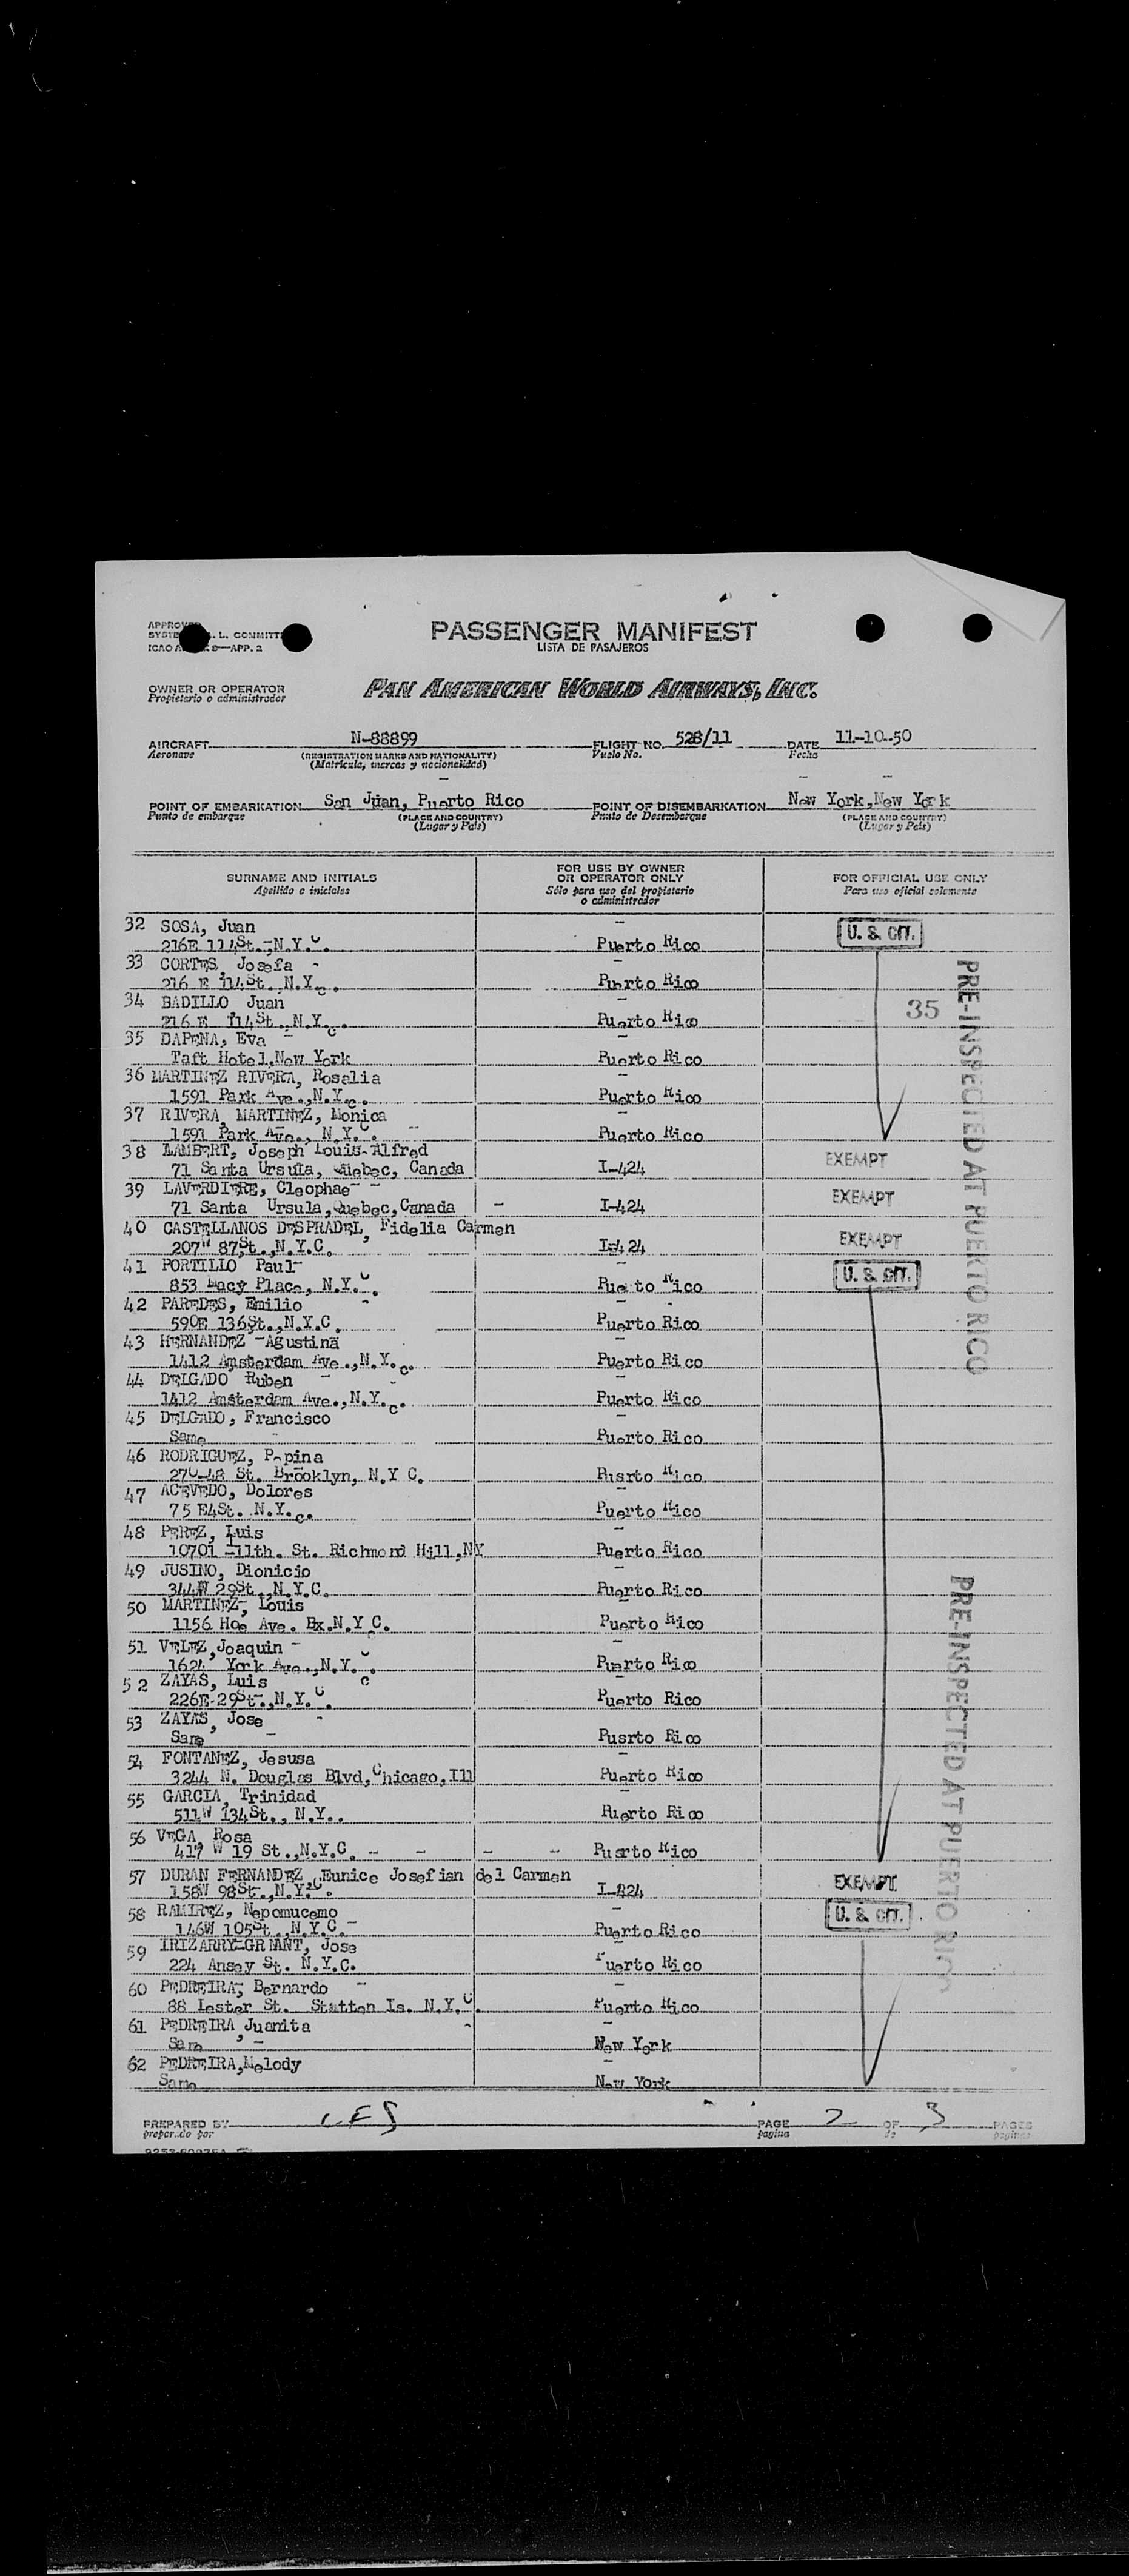 PASSENGER MANIFEST
LISTA DE PASAJEROS
ICAO
APP. 2
OWNER OR OPERATOR
Propietario o administrador
PAN AMERICAN WORLD AIRWAYS, INC.
AIRCRAFT N-88899 FLIGHT NO. 528/11 DATE 11-10-50
Aeronave (REGISTRATION MARKS AND NATIONALITY) Vuelo No. Fecha
(Matrícula, marcas y nacionalidad)
POINT OF EMBARKATION San Juan, Puerto Rico POINT OF DISEMBARKATION New York, New York
Punto de embarque (PLACE AND COUNTRY) Punto de Desembarque (PLACE AND COUNTRY)
(Lugar y País) (Lugar y País)
SURNAME AND INITIALS FOR USE BY OWNER OR OPERATOR ONLY FOR OFFICIAL USE ONLY
Apellido e iniciales Sólo para uso del propietario o administrador Para uso oficial solamente
32 SOSA, Juan U. S. CIT.
216E 114St.,N.Y.C. Puerto Rico
33 CORTES, Josefa
216 E 114St. N.Y.C. Puerto Rico
34 BADILLO Juan 35
216 E 114St.,N.Y.C. Puerto Rico
35 DAPENA, Eva
Taft Hotel,New York Puerto Rico
36 MARTINEZ RIVERA, Rosalia
1591 Park Ave.,N.Y.C. Puerto Rico
37 RIVERA, MARTINEZ, Monica
1591 Park Ave., N.Y.C. Puerto Rico
38 LAMBERT, Joseph Louis-Alfred EXEMPT
71 Santa Ursula, Quebec, Canada I-424
39 LAVERDIERE, Cleophae EXEMPT
71 Santa Ursula,Quebec,Canada I-424
40 CASTELLANOS DESPRADEL, Fidelia Carmen EXEMPT
207W 87St.,N.Y.C. I-424
41 PORTILLO Paul U. S. CIT.
853 Macy Place, N.Y.C. Puerto Rico
42 PAREDES, Emilio
590E 136St.,N.Y.C. Puerto Rico
43 HERNANDEZ Agustina
1412 Amsterdam Ave.,N.Y.C. Puerto Rico
44 DELGADO Ruben
1412 Amsterdam Ave.,N.Y.C. Puerto Rico
45 DELGADO, Francisco
Same Puerto Rico
46 RODRIGUEZ, Pepina
270-48 St. Brooklyn, N.Y C. Puerto Rico
47 ACEVEDO, Dolores
75 E4St. N.Y.C. Puerto Rico
48 PEREZ, Luis
10701 -11th. St. Richmond Hill,NY Puerto Rico
49 JUSINO, Dionicio
344W 29St.,N.Y.C. Puerto Rico
50 MARTINEZ, Louis
1156 Hoe Ave. Bx.N.Y C. Puerto Rico
51 VELEZ,Joaquin
1624 York Ave.,N.Y.C. Puerto Rico
52 ZAYAS, Luis
226E-29St.,N.Y.C. Puerto Rico
53 ZAYAS, Jose
Same Puerto Rico
54 FONTANEZ, Jesusa
3244 N. Douglas Blvd,Chicago,Ill Puerto Rico
55 GARCIA, Trinidad
511W 134St., N.Y.. Puerto Rico
56 VEGA, Rosa
417 W 19 St.,N.Y.C. Puerto Rico
57 DURAN FERNANDEZ, Eunice Josefian del Carmen EXEMPT
158W 98St.,N.Y.C. I-424
58 RAMIREZ, Nepomucemo U. S. CIT.
146W 105St.,N.Y.C. Puerto Rico
59 IRIZARRY-GRNANT, Jose
224 Ansey St. N.Y.C. Puerto Rico
60 PEDREIRA, Bernardo
88 Lester St. Statton Is. N.Y.C. Puerto Rico
61 PEDREIRA, Juanita
Same New York
62 PEDREIRA,Melody
Same New York
PRE-INSPECTED AT PUERTO RICO
PRE-INSPECTED AT PUERTO RICO
PREPARED BY PAGE 2 OF 3 PAGES
preparado por pagina de paginas